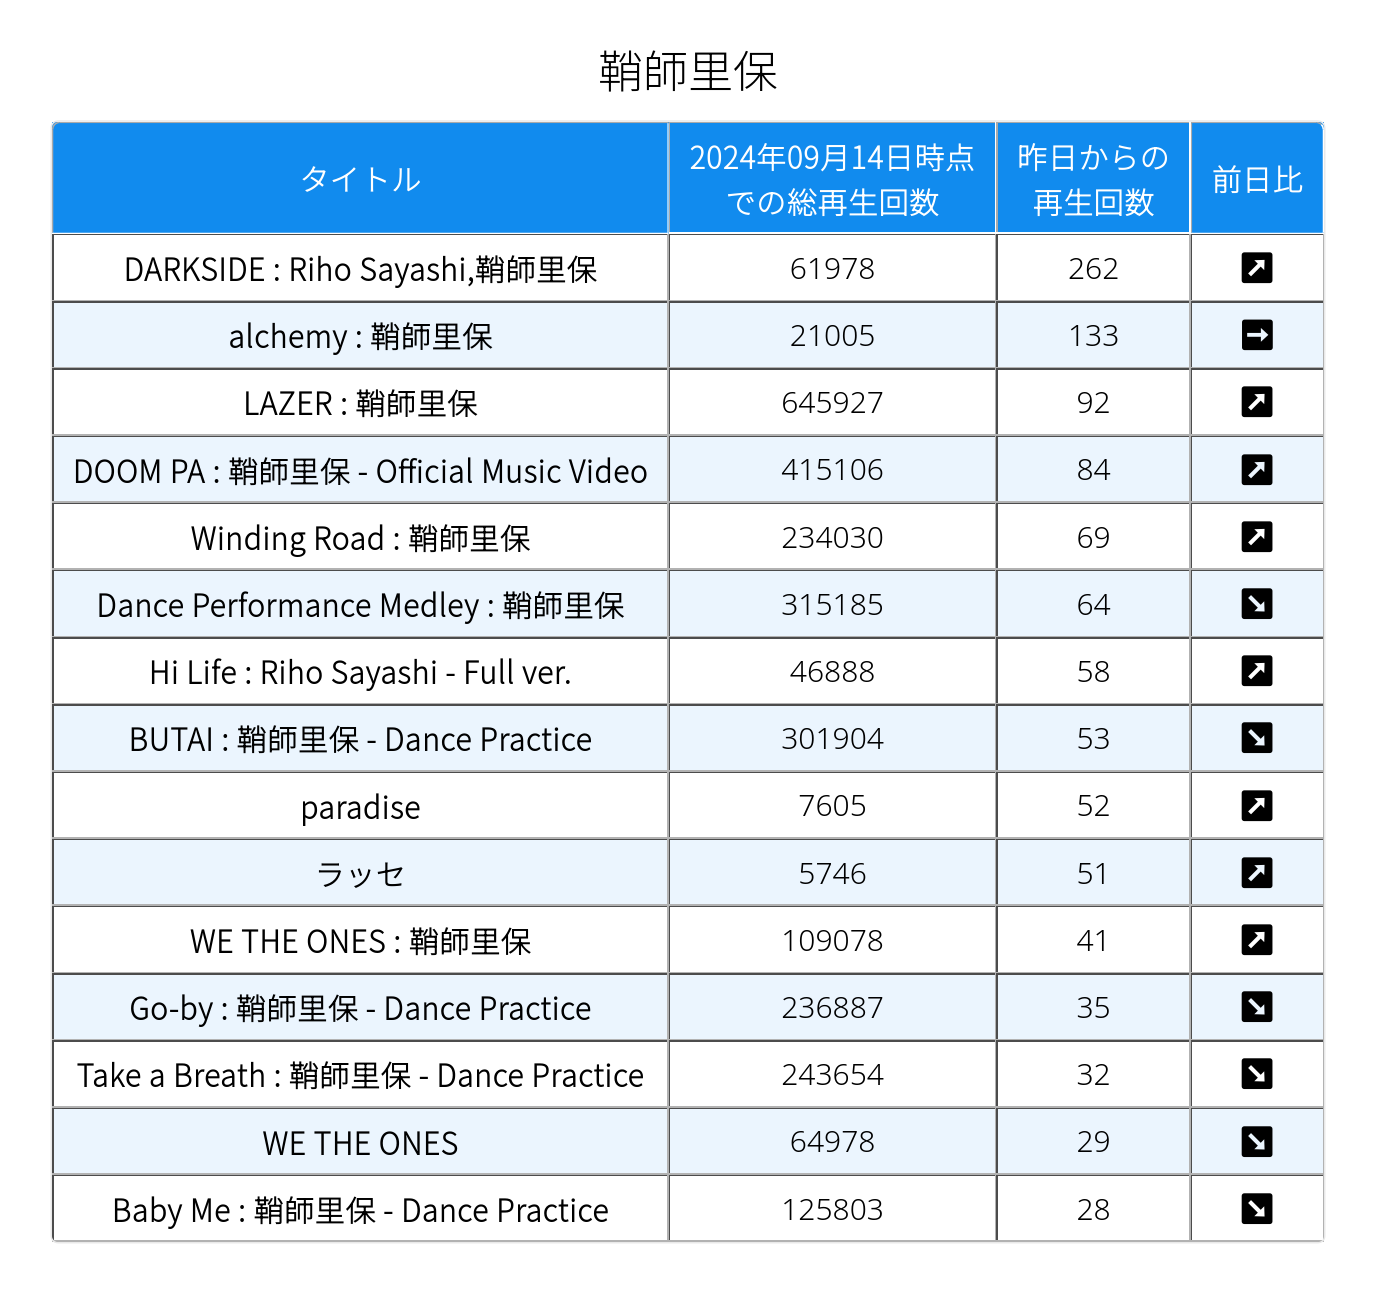 鞘師里保
タイトル 2024年09月14日時点での総再生回数 昨日からの再生回数 前日比
DARKSIDE : Riho Sayashi,鞘師里保 61978 262 ↗
alchemy : 鞘師里保 21005 133 →
LAZER : 鞘師里保 645927 92 ↗
DOOM PA : 鞘師里保 - Official Music Video 415106 84 ↗
Winding Road : 鞘師里保 234030 69 ↗
Dance Performance Medley : 鞘師里保 315185 64 ↘
Hi Life : Riho Sayashi - Full ver. 46888 58 ↗
BUTAI : 鞘師里保 - Dance Practice 301904 53 ↘
paradise 7605 52 ↗
ラッセ 5746 51 ↗
WE THE ONES : 鞘師里保 109078 41 ↗
Go-by : 鞘師里保 - Dance Practice 236887 35 ↘
Take a Breath : 鞘師里保 - Dance Practice 243654 32 ↘
WE THE ONES 64978 29 ↘
Baby Me : 鞘師里保 - Dance Practice 125803 28 ↘